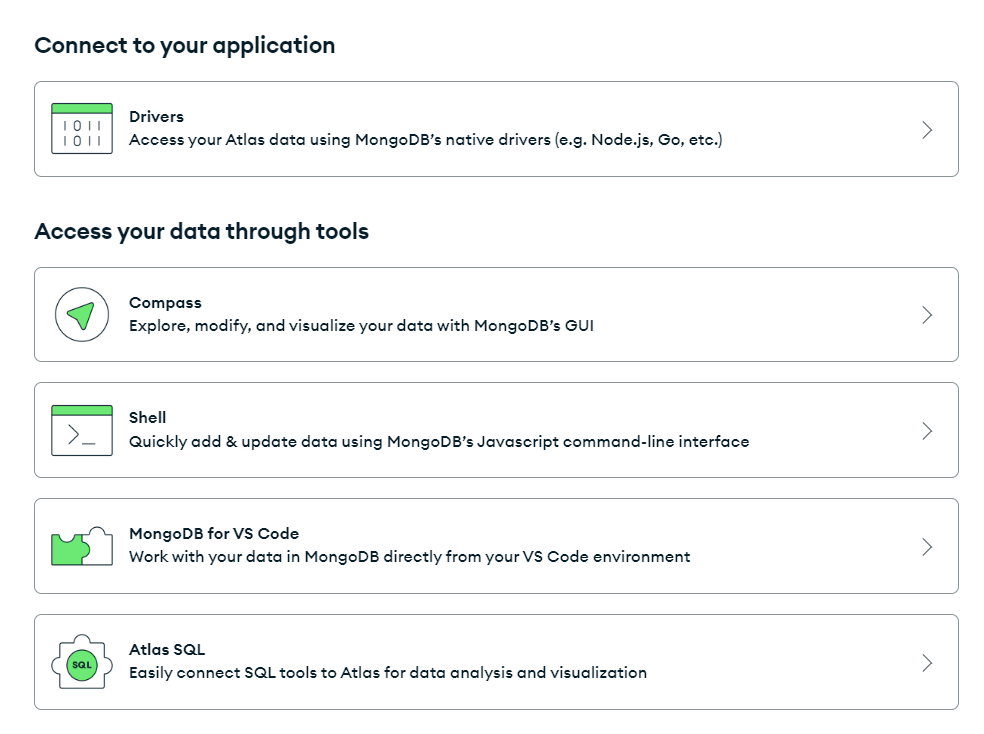 Connect to your application
1011
1011
Drivers
Access your Atlas data using MongoDB's native drivers (e.g. Node.js, Go, etc.)
Access your data through tools
Compass
Explore, modify, and visualize your data with MongoDB's GUI
>_
Shell
Quickly add & update data using MongoDB's Javascript command-line interface
MongoDB for VS Code
Work with your data in MongoDB directly from your VS Code environment
SQL
Atlas SQL
Easily connect SQL tools to Atlas for data analysis and visualization